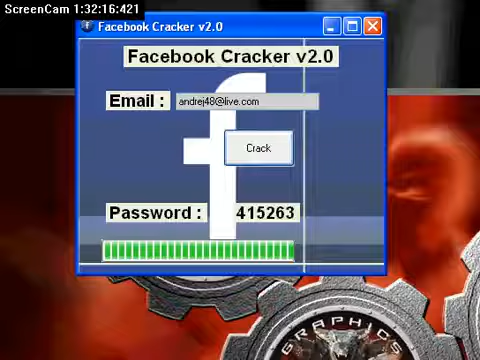 ScreenCam 1:32:16:421
Facebook Cracker v2.0
Facebook Cracker v2.0
Email :
andrej48@live.com
Crack
Password :
415263
GRAPHICS